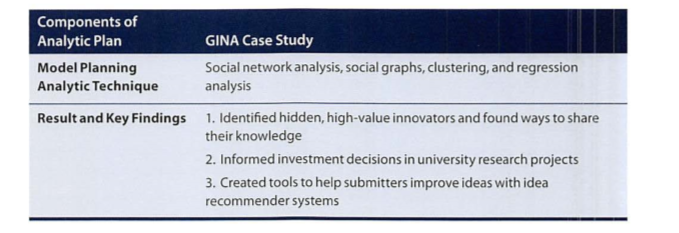 Components of
Analytic Plan GINA Case Study
Model Planning Social network analysis, social graphs, clustering, and regression
Analytic Technique analysis
Result and Key Findings 1. Identified hidden, high-value innovators and found ways to share
their knowledge
2. Informed investment decisions in university research projects
3. Created tools to help submitters improve ideas with idea
recommender systems